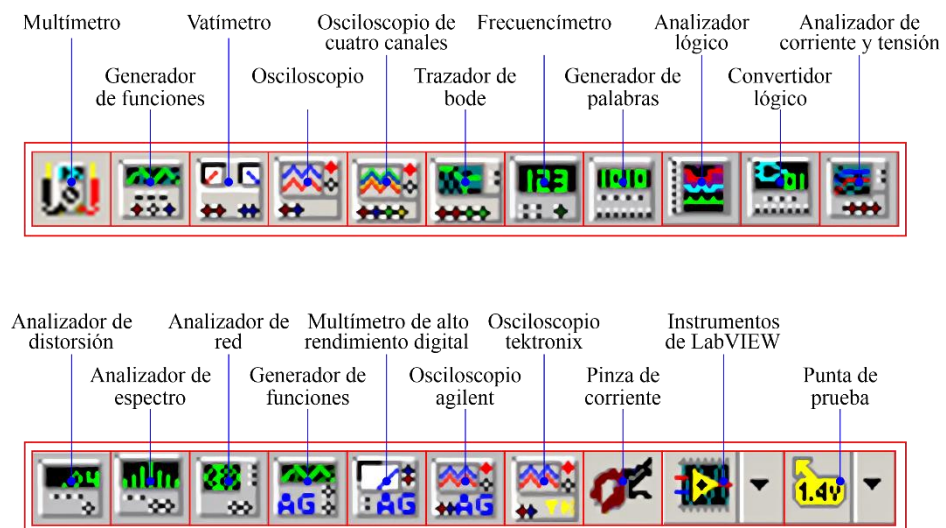 Multímetro
Vatímetro
Osciloscopio de
cuatro canales
Frecuencímetro
Analizador
lógico
Analizador de
corriente y tensión
Generador
de funciones
Osciloscopio
Trazador de
bode
Generador de
palabras
Convertidor
lógico
123
1010
01
Analizador de
distorsión
Analizador de
red
Multímetro de alto
rendimiento digital
Osciloscopio
tektronix
Instrumentos
de LabVIEW
Analizador de
espectro
Generador de
funciones
Osciloscopio
agilent
Pinza de
corriente
Punta de
prueba
.04
AG
AG
AG
TK
1.4v